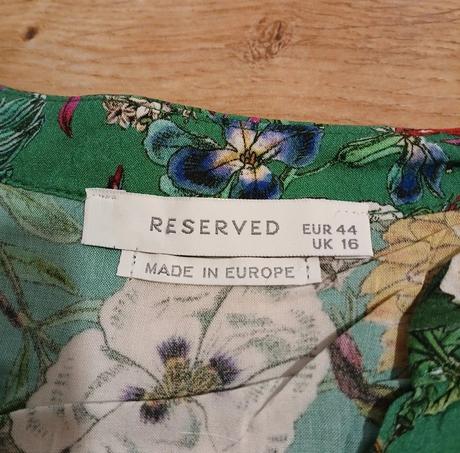 RESERVED EUR 44
UK 16
MADE IN EUROPE